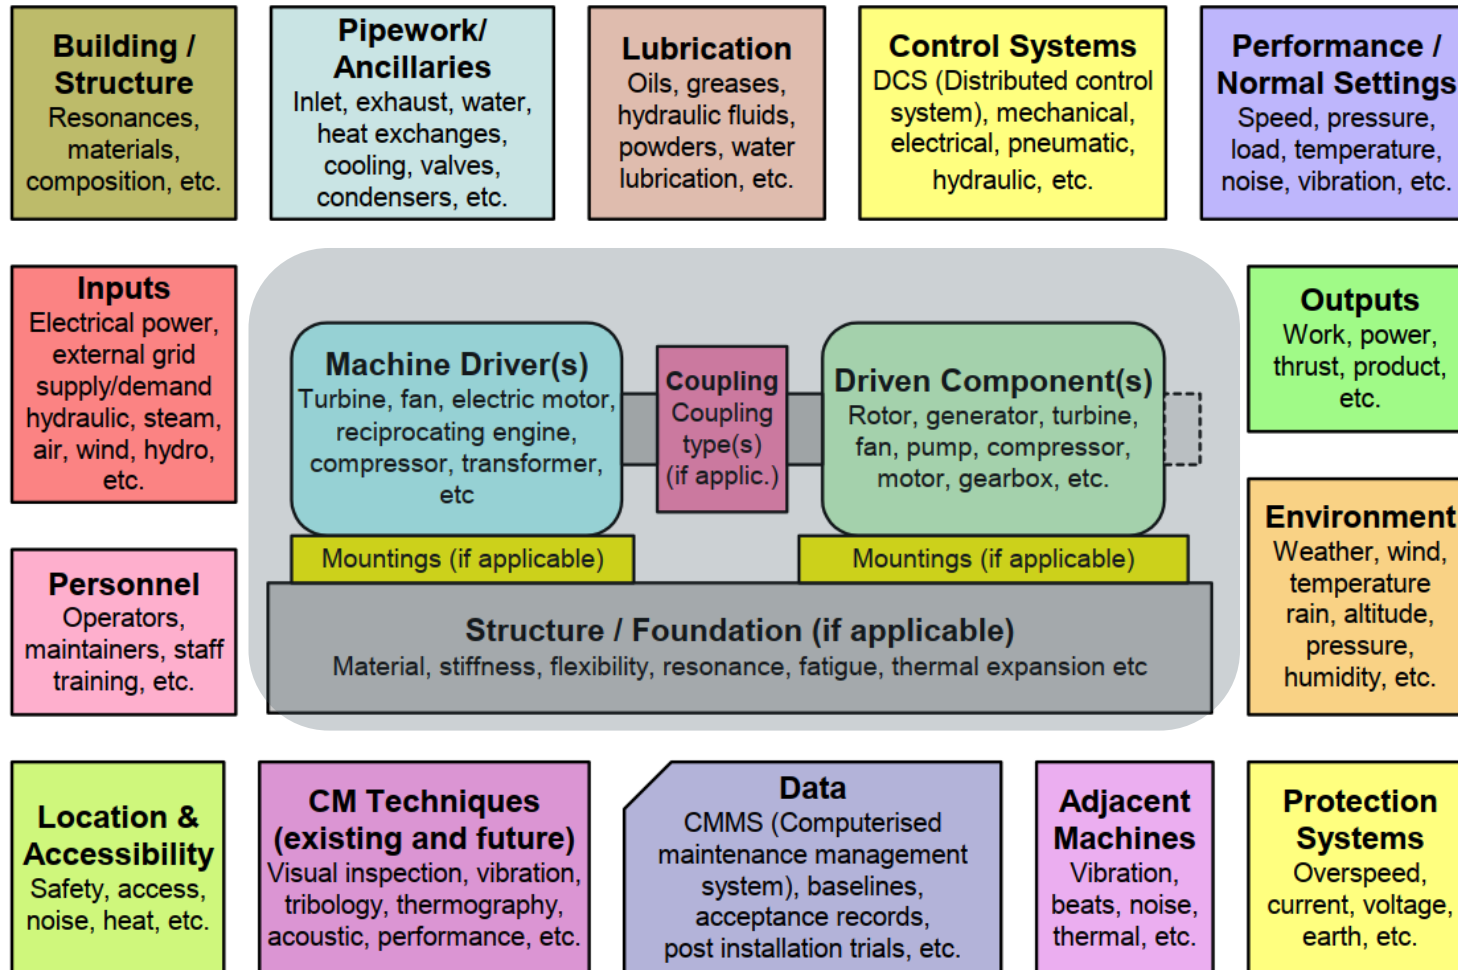 Building /
Structure
Resonances,
materials,
composition, etc.
Pipework/
Ancillaries
Inlet, exhaust, water,
heat exchanges,
cooling, valves,
condensers, etc.
Lubrication
Oils, greases,
hydraulic fluids,
powders, water
lubrication, etc.
Control Systems
DCS (Distributed control
system), mechanical,
electrical, pneumatic,
hydraulic, etc.
Performance /
Normal Settings
Speed, pressure,
load, temperature,
noise, vibration, etc.
Inputs
Electrical power,
external grid
supply/demand
hydraulic, steam,
air, wind, hydro,
etc.
Machine Driver(s)
Turbine, fan, electric motor,
reciprocating engine,
compressor, transformer,
etc
Coupling
Coupling
type(s)
(if applic.)
Driven Component(s)
Rotor, generator, turbine,
fan, pump, compressor,
motor, gearbox, etc.
Outputs
Work, power,
thrust, product,
etc.
Mountings (if applicable)
Mountings (if applicable)
Structure / Foundation (if applicable)
Material, stiffness, flexibility, resonance, fatigue, thermal expansion etc
Personnel
Operators,
maintainers, staff
training, etc.
Environment
Weather, wind,
temperature
rain, altitude,
pressure,
humidity, etc.
Location &
Accessibility
Safety, access,
noise, heat, etc.
CM Techniques
(existing and future)
Visual inspection, vibration,
tribology, thermography,
acoustic, performance, etc.
Data
CMMS (Computerised
maintenance management
system), baselines,
acceptance records,
post installation trials, etc.
Adjacent
Machines
Vibration,
beats, noise,
thermal, etc.
Protection
Systems
Overspeed,
current, voltage,
earth, etc.